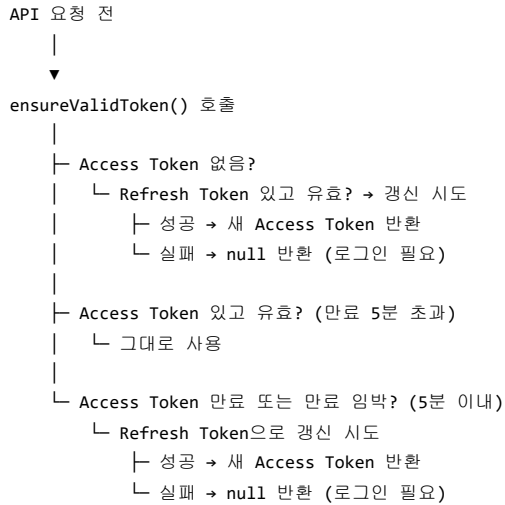 API 요청 전
    │
    ▼
ensureValidToken() 호출
    │
    ├─ Access Token 없음?
    │   └─ Refresh Token 있고 유효? → 갱신 시도
    │       ├─ 성공 → 새 Access Token 반환
    │       └─ 실패 → null 반환 (로그인 필요)
    │
    ├─ Access Token 있고 유효? (만료 5분 초과)
    │   └─ 그대로 사용
    │
    └─ Access Token 만료 또는 만료 임박? (5분 이내)
        └─ Refresh Token으로 갱신 시도
            ├─ 성공 → 새 Access Token 반환
            └─ 실패 → null 반환 (로그인 필요)